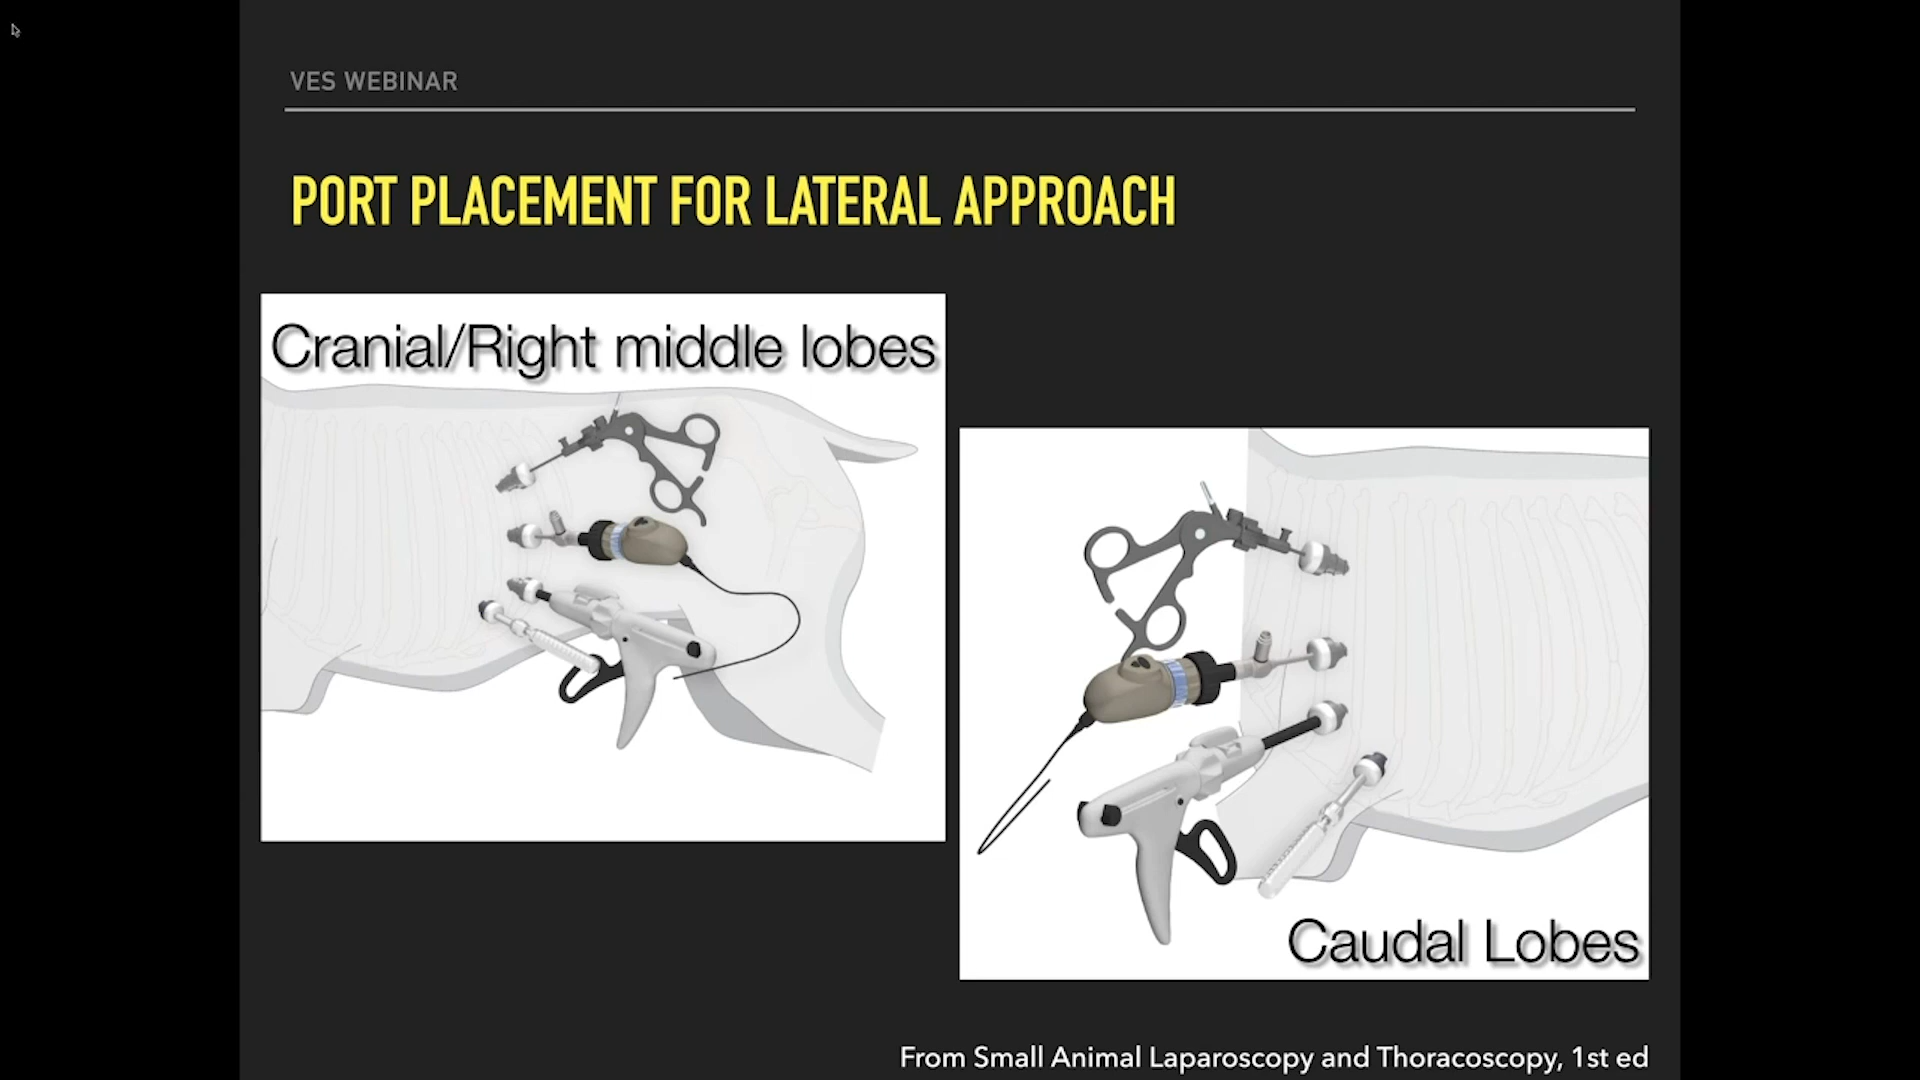 VES WEBINAR
PORT PLACEMENT FOR LATERAL APPROACH
Cranial/Right middle lobes
Caudal Lobes
From Small Animal Laparoscopy and Thoracoscopy, 1st ed